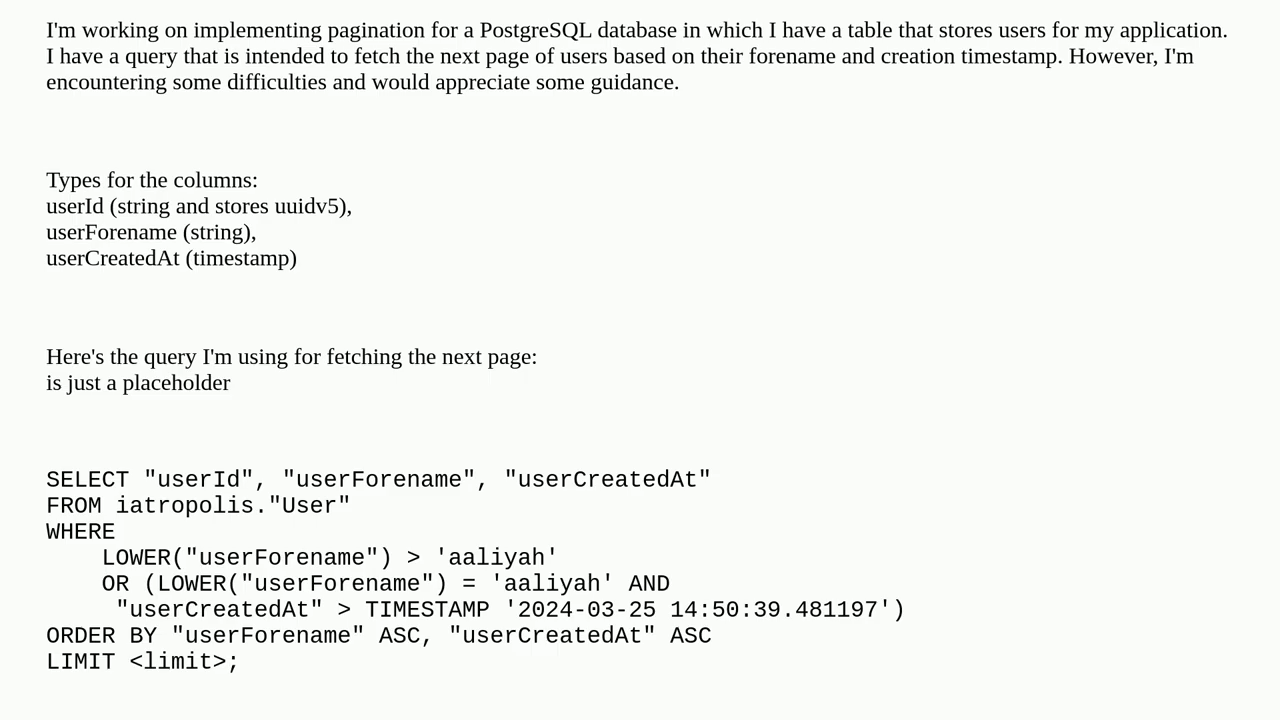 I'm working on implementing pagination for a PostgreSQL database in which I have a table that stores users for my application.
I have a query that is intended to fetch the next page of users based on their forename and creation timestamp. However, I'm
encountering some difficulties and would appreciate some guidance.
Types for the columns:
userId (string and stores uuidv5),
userForename (string),
userCreatedAt (timestamp)
Here's the query I'm using for fetching the next page:
is just a placeholder
SELECT "userId", "userForename", "userCreatedAt"
FROM iatropolis."User"
WHERE
    LOWER("userForename") > 'aaliyah'
    OR (LOWER("userForename") = 'aaliyah' AND
     "userCreatedAt" > TIMESTAMP '2024-03-25 14:50:39.481197')
ORDER BY "userForename" ASC, "userCreatedAt" ASC
LIMIT <limit>;